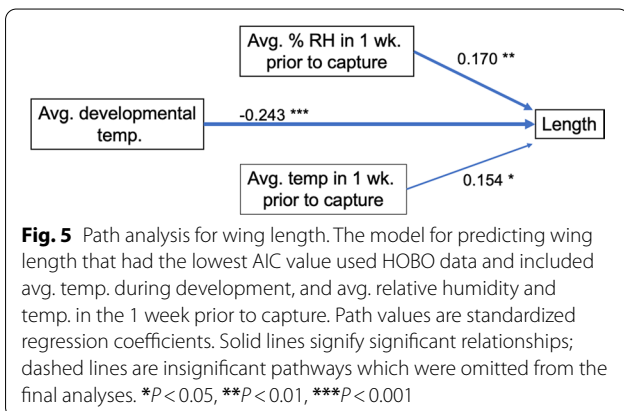 Avg. % RH in 1 wk.
prior to capture
0.170 **
Avg. developmental
temp.
-0.243 ***
Length
Avg. temp in 1 wk.
prior to capture
0.154 *
Fig. 5 Path analysis for wing length. The model for predicting wing
length that had the lowest AIC value used HOBO data and included
avg. temp. during development, and avg. relative humidity and
temp. in the 1 week prior to capture. Path values are standardized
regression coefficients. Solid lines signify significant relationships;
dashed lines are insignificant pathways which were omitted from the
final analyses. *P < 0.05, **P < 0.01, ***P < 0.001